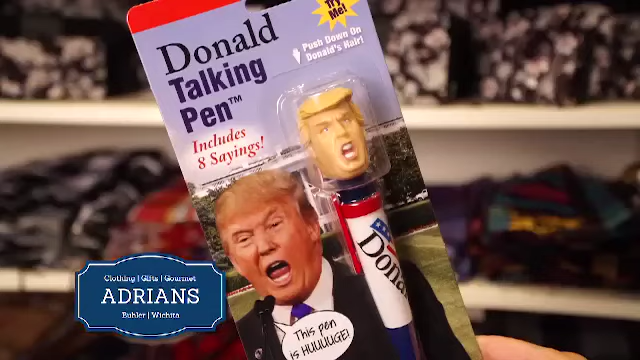 Try
Me!
Donald
Talking
Pen™
Push Down On
Donald's Hair!
Includes
8 Sayings!
Donald
This pen
is HUUUUGE!
Clothing | Gifts | Gourmet
ADRIANS
Buhler | Wichita